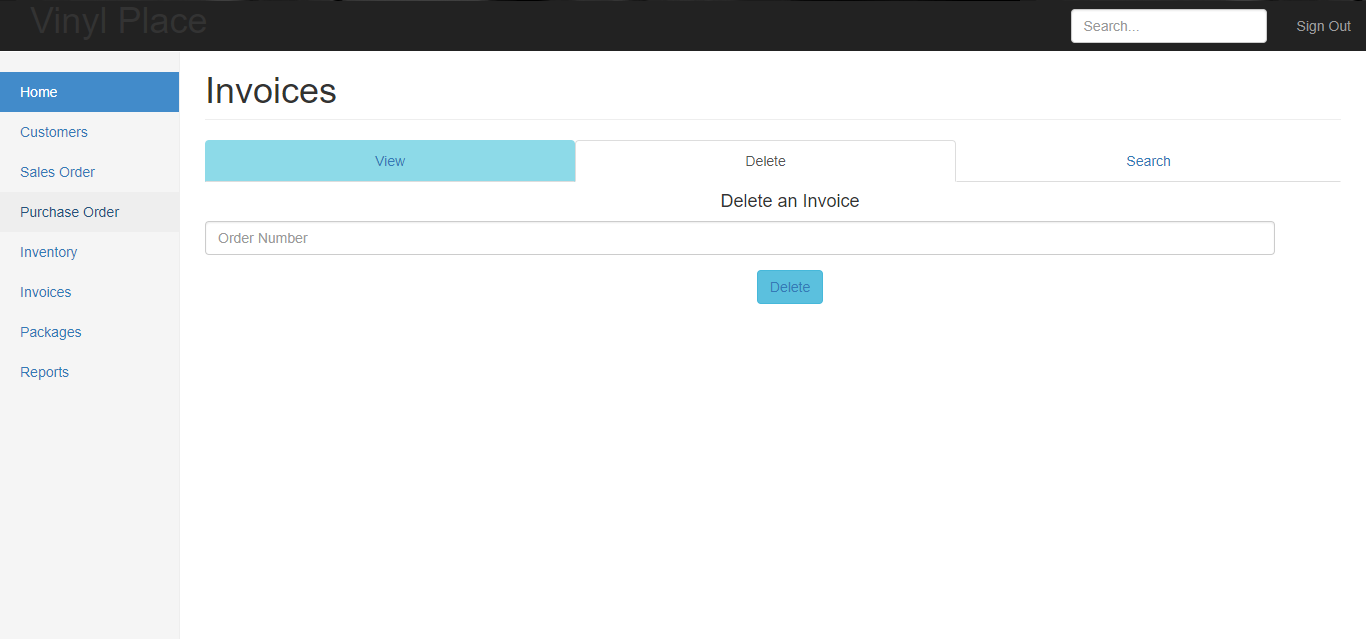 Vinyl Place
Search...
Sign Out
Home
Customers
Sales Order
Purchase Order
Inventory
Invoices
Packages
Reports
Invoices
View
Delete
Search
Delete an Invoice
Order Number
Delete